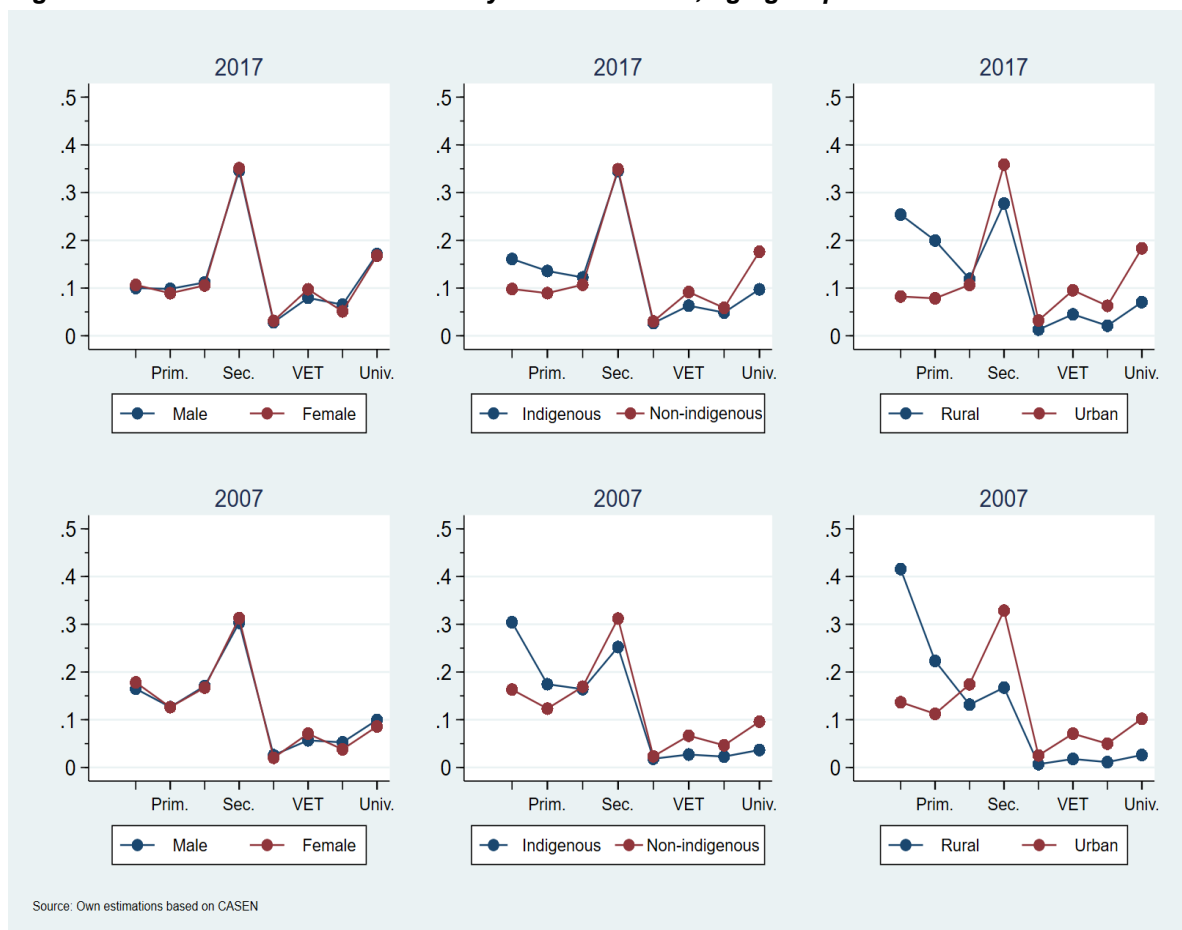 2017 2017 2017
.5 .5 .5
.4 .4 .4
.3 .3 .3
.2 .2 .2
.1 .1 .1
0 0 0
Prim. Sec. VET Univ. Prim. Sec. VET Univ. Prim. Sec. VET Univ.
Male Female Indigenous Non-indigenous Rural Urban
2007 2007 2007
.5 .5 .5
.4 .4 .4
.3 .3 .3
.2 .2 .2
.1 .1 .1
0 0 0
Prim. Sec. VET Univ. Prim. Sec. VET Univ. Prim. Sec. VET Univ.
Male Female Indigenous Non-indigenous Rural Urban
Source: Own estimations based on CASEN